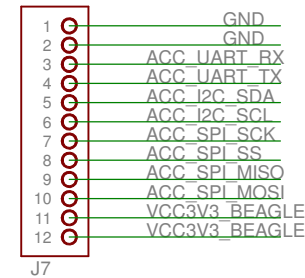 1 GND
2 GND
3 ACC_UART_RX
4 ACC_UART_TX
5 ACC_I2C_SDA
6 ACC_I2C_SCL
7 ACC_SPI_SCK
8 ACC_SPI_SS
9 ACC_SPI_MISO
10 ACC_SPI_MOSI
11 VCC3V3_BEAGLE
12 VCC3V3_BEAGLE
J7